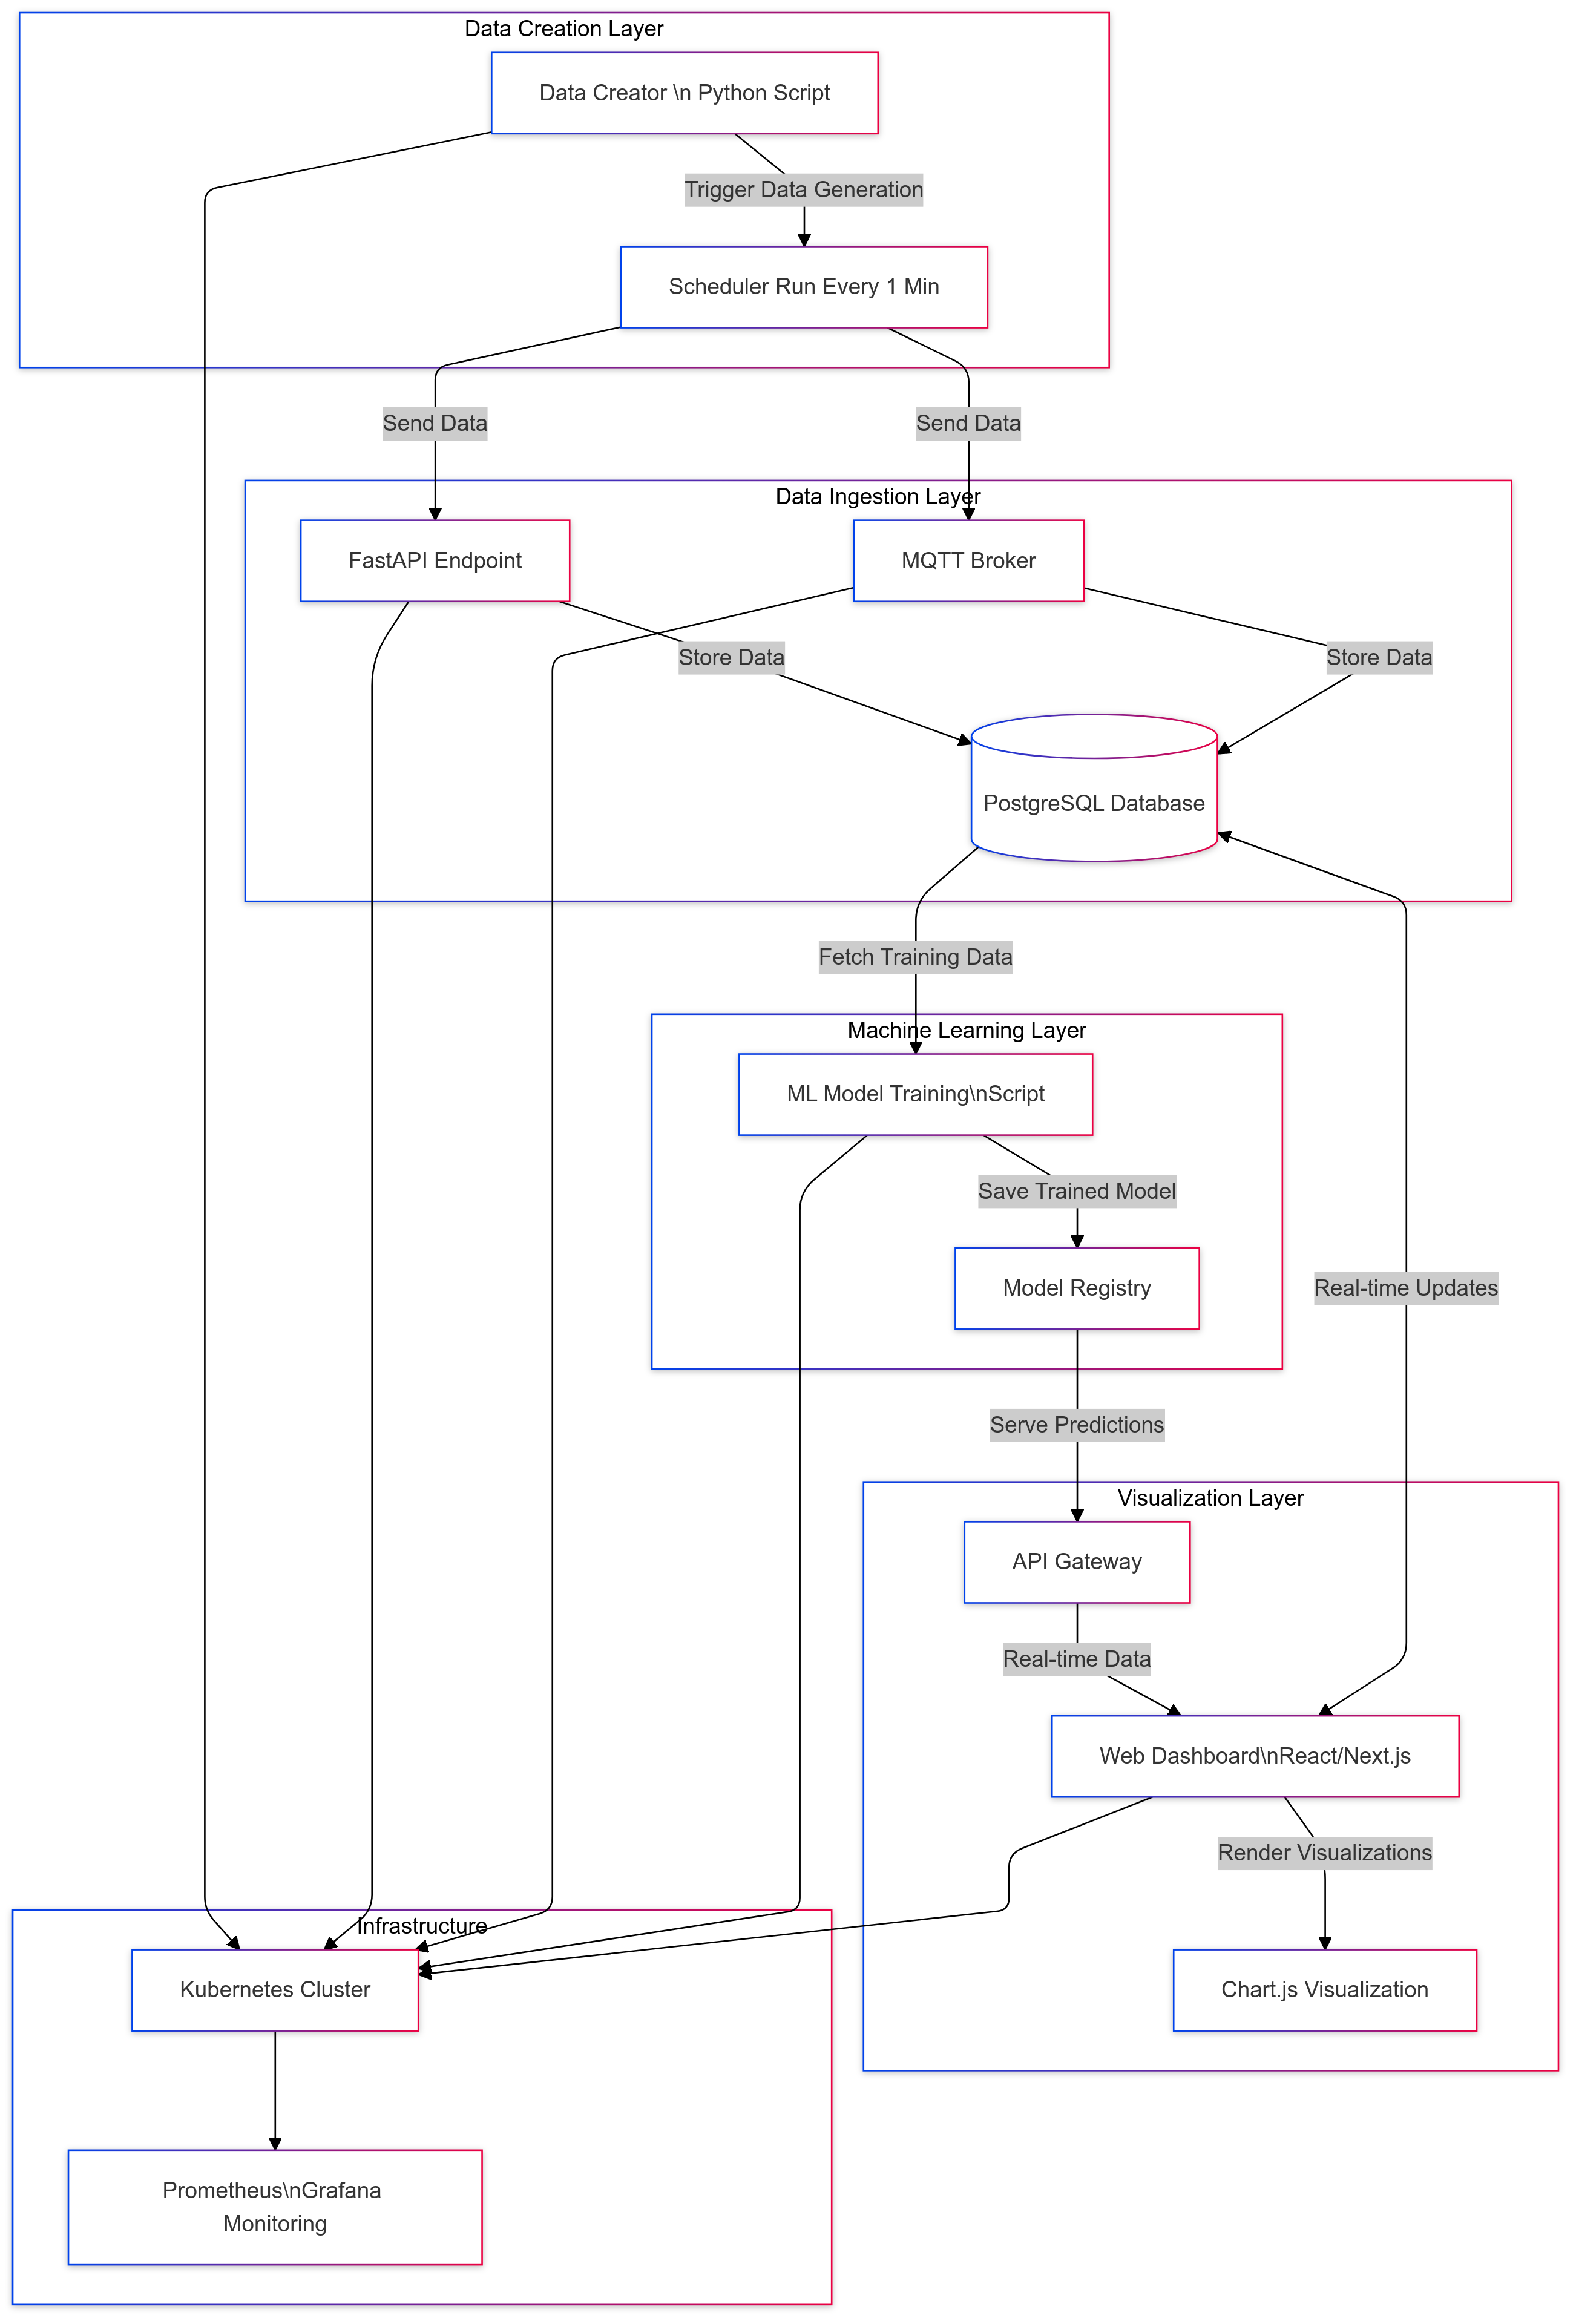 Data Creation Layer
Data Creator \n Python Script
Trigger Data Generation
Scheduler Run Every 1 Min
Send Data
Send Data
Data Ingestion Layer
FastAPI Endpoint
MQTT Broker
Store Data
Store Data
PostgreSQL Database
Fetch Training Data
Machine Learning Layer
ML Model Training\nScript
Save Trained Model
Model Registry
Real-time Updates
Serve Predictions
Visualization Layer
API Gateway
Real-time Data
Web Dashboard\nReact/Next.js
Render Visualizations
Infrastructure
Kubernetes Cluster
Chart.js Visualization
Prometheus\nGrafana
Monitoring